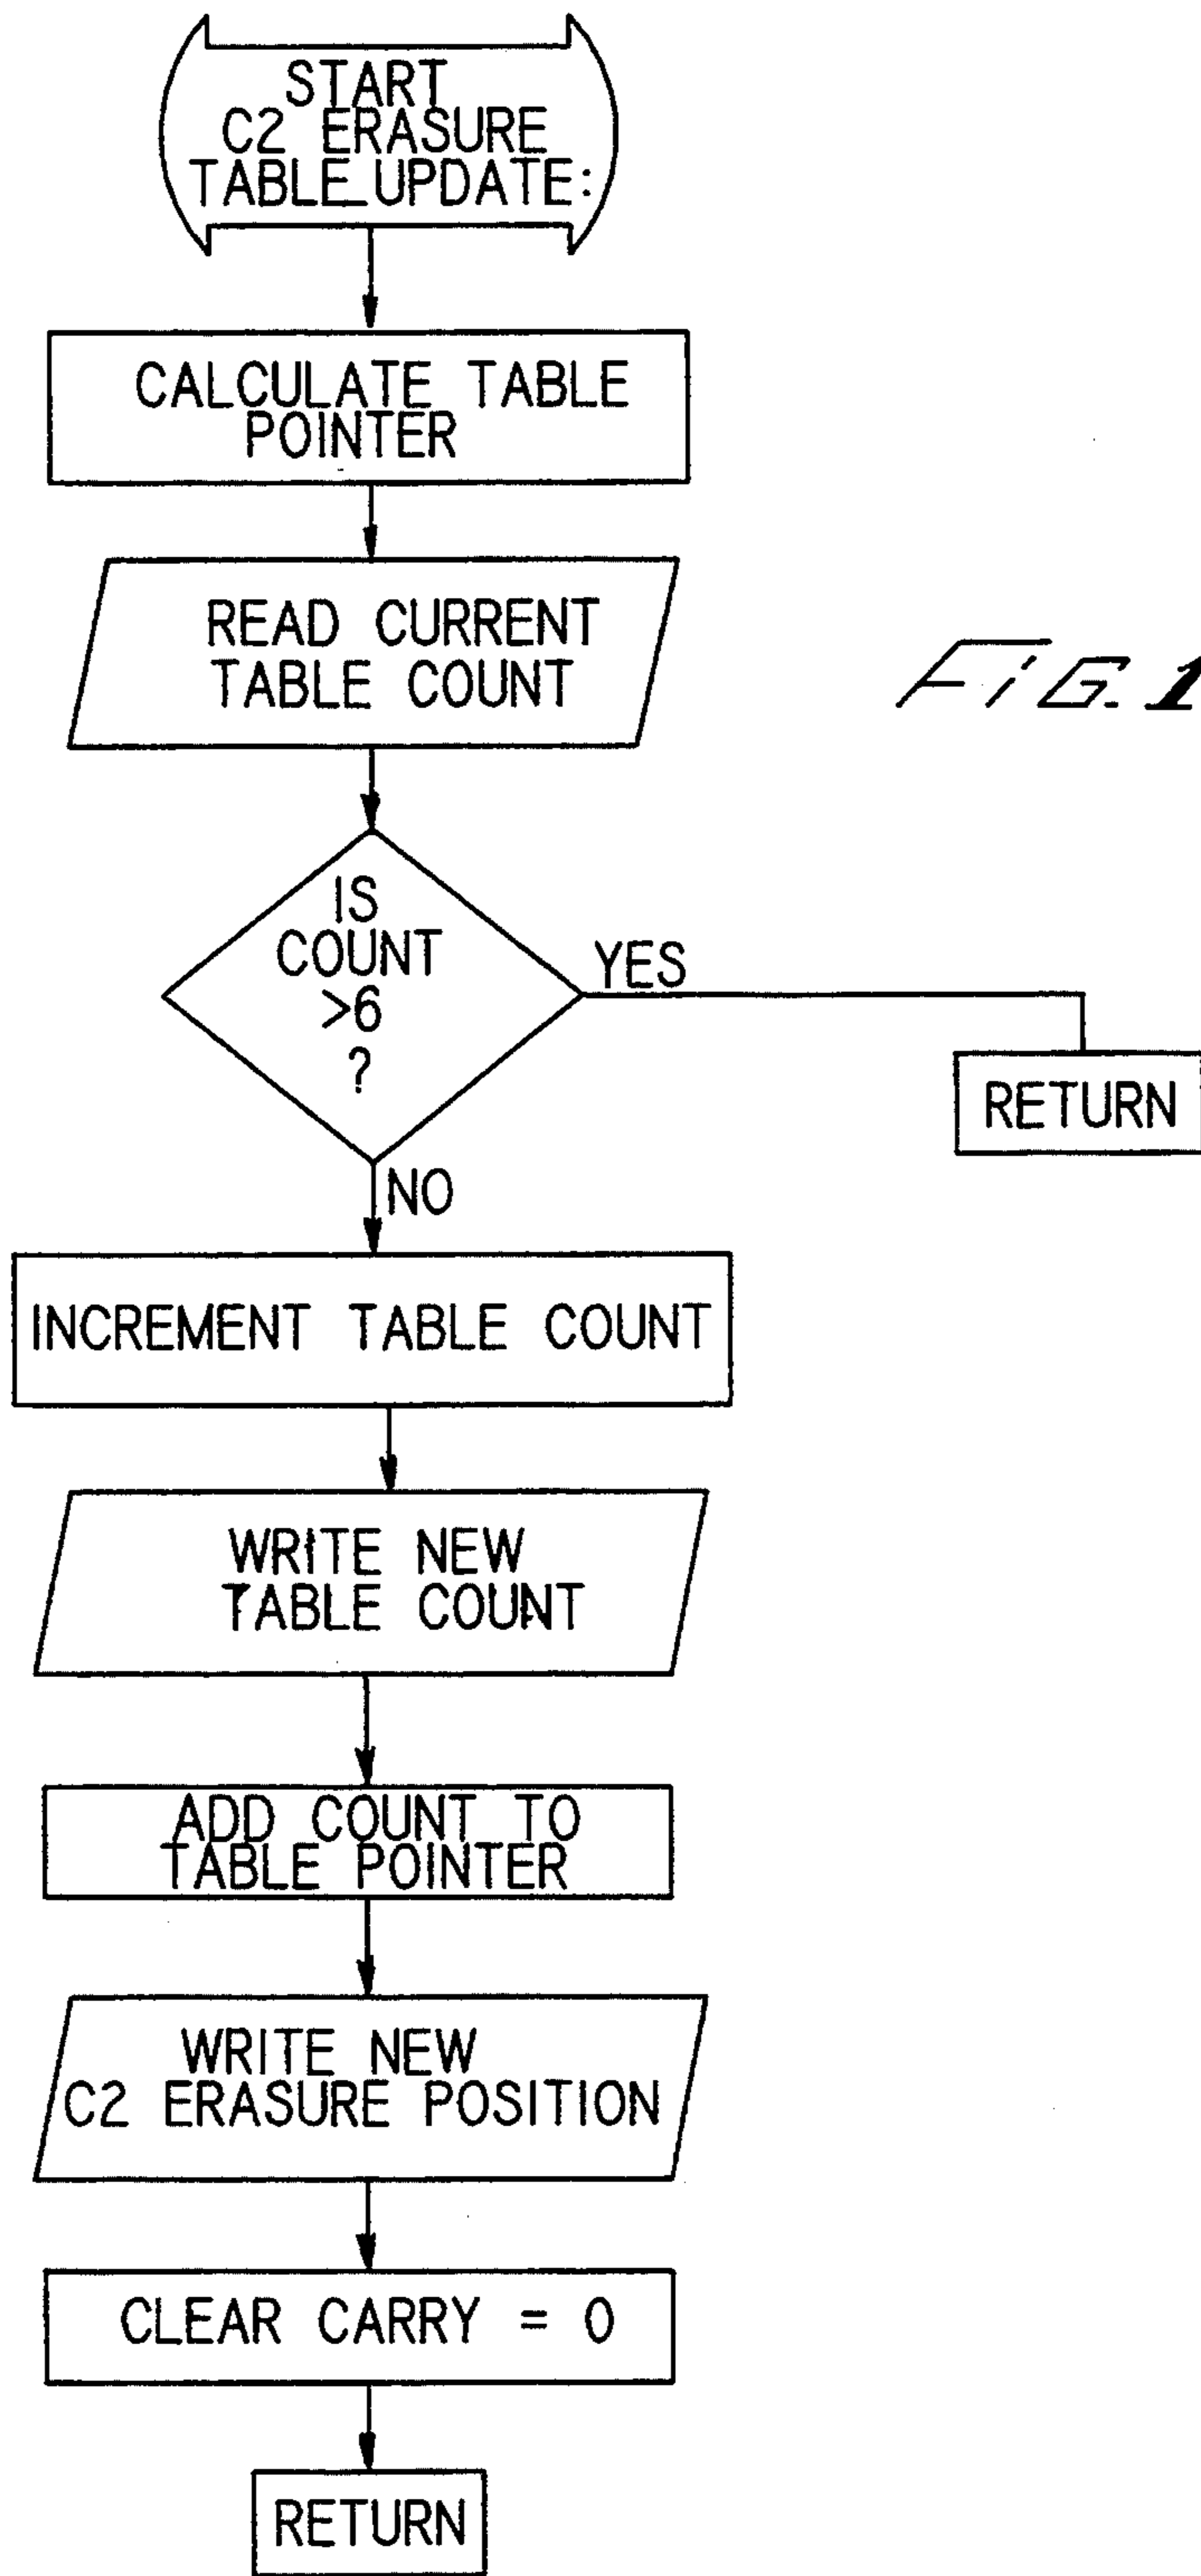 START
C2 ERASURE
TABLE_UPDATE:
CALCULATE TABLE
POINTER
READ CURRENT
TABLE COUNT
FIG. 1
IS
COUNT
>6
?
YES
RETURN
NO
INCREMENT TABLE COUNT
WRITE NEW
TABLE COUNT
ADD COUNT TO
TABLE POINTER
WRITE NEW
C2 ERASURE POSITION
CLEAR CARRY = 0
RETURN